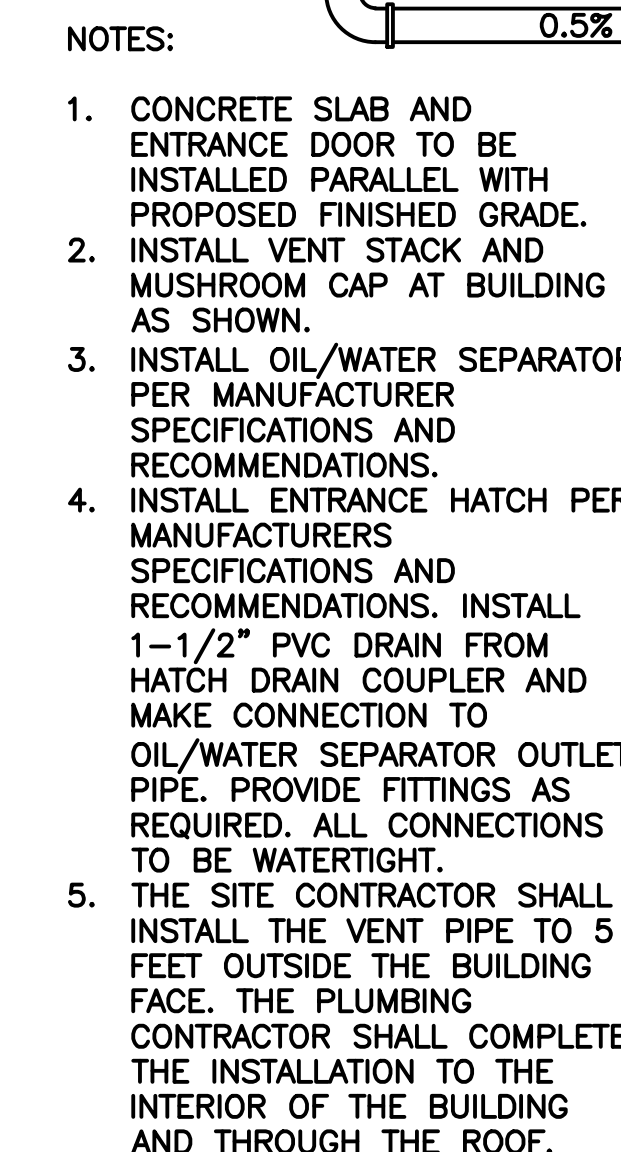 0.5%
NOTES:
1. CONCRETE SLAB AND
ENTRANCE DOOR TO BE
INSTALLED PARALLEL WITH
PROPOSED FINISHED GRADE.
2. INSTALL VENT STACK AND
MUSHROOM CAP AT BUILDING
AS SHOWN.
3. INSTALL OIL/WATER SEPARATOR
PER MANUFACTURER
SPECIFICATIONS AND
RECOMMENDATIONS.
4. INSTALL ENTRANCE HATCH PER
MANUFACTURERS
SPECIFICATIONS AND
RECOMMENDATIONS. INSTALL
1-1/2" PVC DRAIN FROM
HATCH DRAIN COUPLER AND
MAKE CONNECTION TO
OIL/WATER SEPARATOR OUTLET
PIPE. PROVIDE FITTINGS AS
REQUIRED. ALL CONNECTIONS
TO BE WATERTIGHT.
5. THE SITE CONTRACTOR SHALL
INSTALL THE VENT PIPE TO 5
FEET OUTSIDE THE BUILDING
FACE. THE PLUMBING
CONTRACTOR SHALL COMPLETE
THE INSTALLATION TO THE
INTERIOR OF THE BUILDING
AND THROUGH THE ROOF.